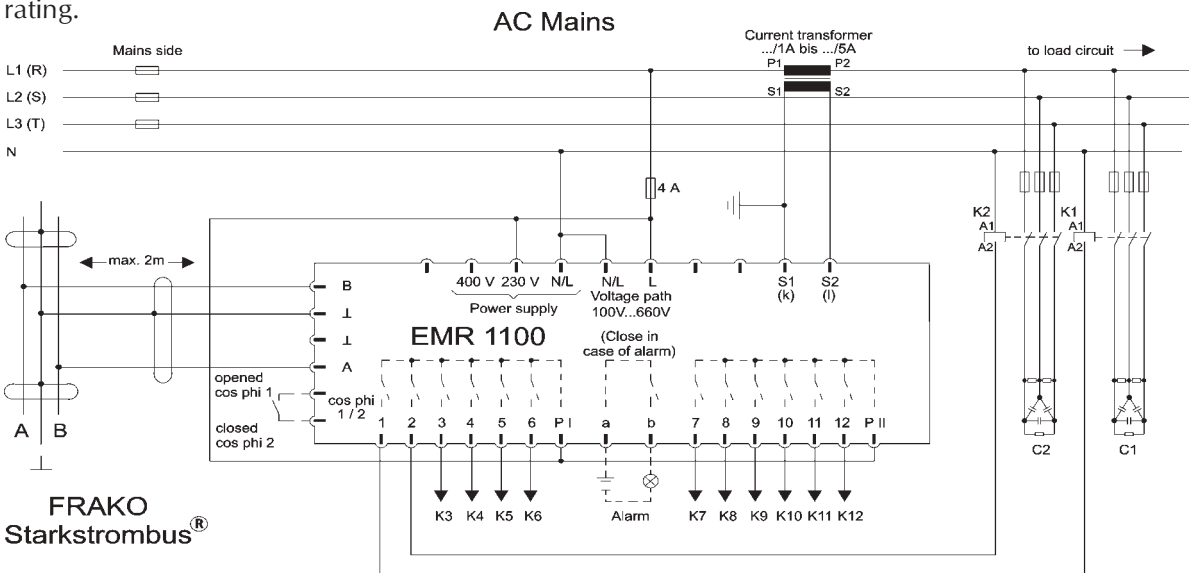 rating.
AC Mains
Mains side
Current transformer
.../1A bis .../5A
P1 P2
S1 S2
to load circuit
L1 (R)
L2 (S)
L3 (T)
N
4 A
K2
A1
A2
K1
A1
A2
max. 2m
B
⊥
⊥
A
400 V 230 V N/L N/L L S1 S2
(k) (l)
Power supply
Voltage path
100V...660V
EMR 1100
(Close in
case of alarm)
opened
cos phi 1
cos phi
1 / 2
closed
cos phi 2
1 2 3 4 5 6 P I a b 7 8 9 10 11 12 P II
A B
C2 C1
K3 K4 K5 K6 Alarm K7 K8 K9 K10 K11 K12
FRAKO
Starkstrombus®